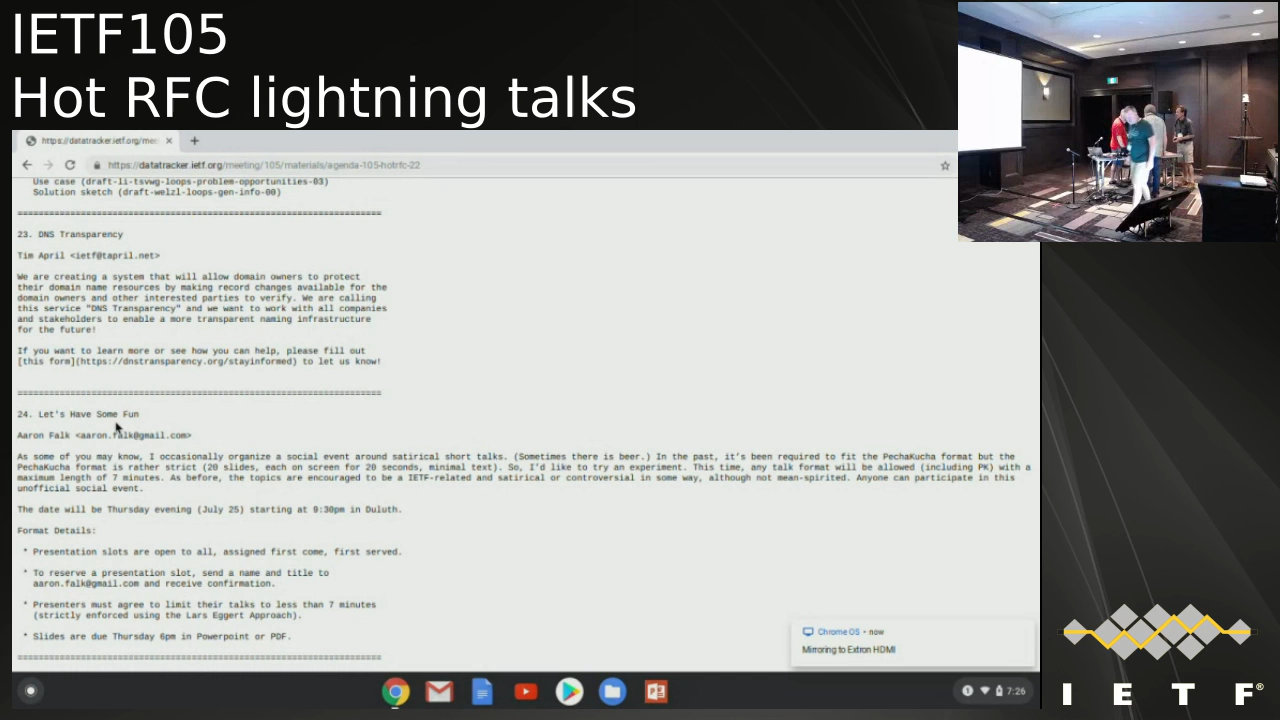 IETF105
Hot RFC lightning talks
https://datatracker.ietf.org/mee
https://datatracker.ietf.org/meeting/105/materials/agenda-105-hotrfc-22
Use case (draft-li-tsvwg-loops-problem-opportunities-03)
Solution sketch (draft-welzl-loops-gen-info-00)
======================================================================
23. DNS Transparency
Tim April <ietf@tapril.net>
We are creating a system that will allow domain owners to protect
their domain name resources by making record changes available for the
domain owners and other interested parties to verify. We are calling
this service "DNS Transparency" and we want to work with all companies
and stakeholders to enable a more transparent naming infrastructure
for the future!
If you want to learn more or see how you can help, please fill out
[this form](https://dnstransparency.org/stayinformed) to let us know!
======================================================================
24. Let's Have Some Fun
Aaron Falk <aaron.falk@gmail.com>
As some of you may know, I occasionally organize a social event around satirical short talks. (Sometimes there is beer.) In the past, it's been required to fit the PechaKucha format but the
PechaKucha format is rather strict (20 slides, each on screen for 20 seconds, minimal text). So, I'd like to try an experiment. This time, any talk format will be allowed (including PK) with a
maximum length of 7 minutes. As before, the topics are encouraged to be a IETF-related and satirical or controversial in some way, although not mean-spirited. Anyone can participate in this
unofficial social event.
The date will be Thursday evening (July 25) starting at 9:30pm in Duluth.
Format Details:
* Presentation slots are open to all, assigned first come, first served.
* To reserve a presentation slot, send a name and title to
aaron.falk@gmail.com and receive confirmation.
* Presenters must agree to limit their talks to less than 7 minutes
(strictly enforced using the Lars Eggert Approach).
* Slides are due Thursday 6pm in Powerpoint or PDF.
======================================================================
Chrome OS • now
Mirroring to Extron HDMI
7:26
I E T F®